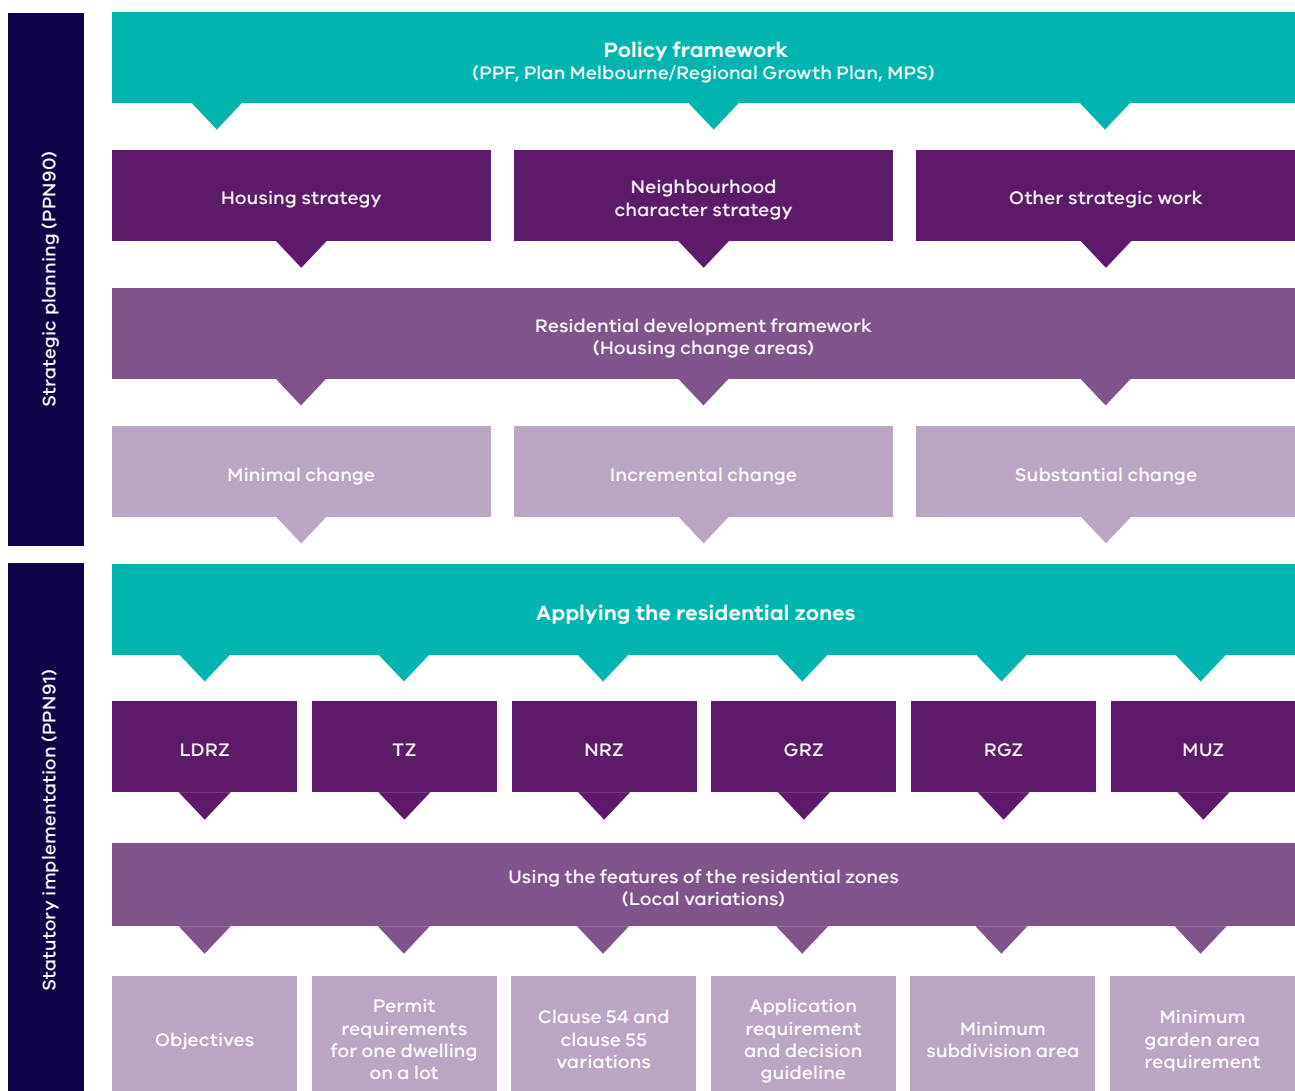 Strategic planning (PPN90)
Policy framework
(PPF, Plan Melbourne/Regional Growth Plan, MPS)
Housing strategy
Neighbourhood
character strategy
Other strategic work
Residential development framework
(Housing change areas)
Minimal change
Incremental change
Substantial change
Statutory implementation (PPN91)
Applying the residential zones
LDRZ
TZ
NRZ
GRZ
RGZ
MUZ
Using the features of the residential zones
(Local variations)
Objectives
Permit
requirements
for one dwelling
on a lot
Clause 54 and
clause 55
variations
Application
requirement
and decision
guideline
Minimum
subdivision area
Minimum
garden area
requirement